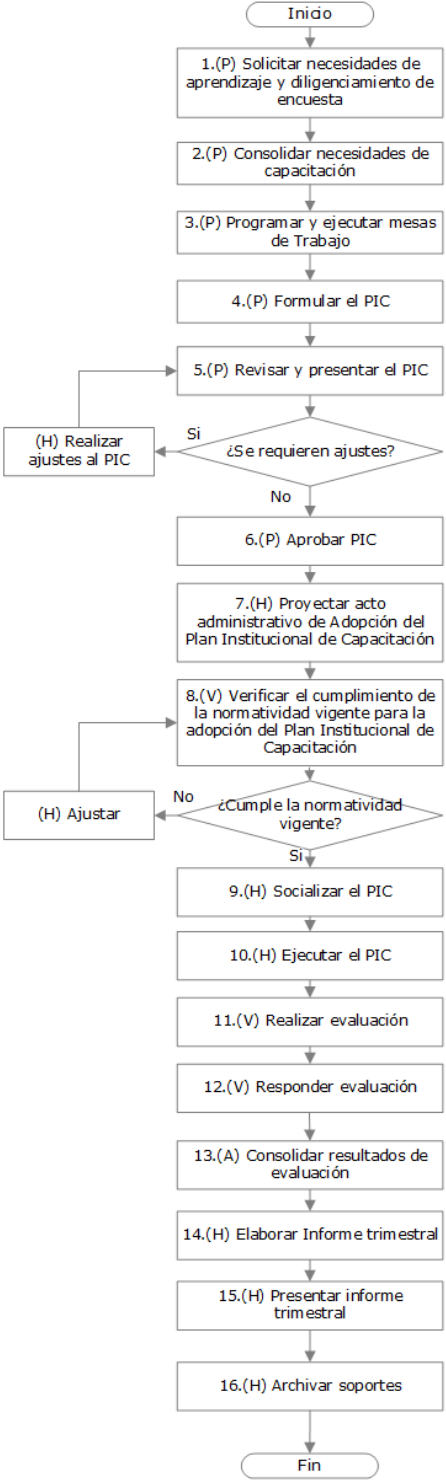 Inicio
1.(P) Solicitar necesidades de
aprendizaje y diligenciamiento de
encuesta
2.(P) Consolidar necesidades de
capacitación
3.(P) Programar y ejecutar mesas
de Trabajo
4.(P) Formular el PIC
5.(P) Revisar y presentar el PIC
Si
(H) Realizar
ajustes al PIC
¿Se requieren ajustes?
No
6.(P) Aprobar PIC
7.(H) Proyectar acto
administrativo de Adopción del
Plan Institucional de Capacitación
8.(V) Verificar el cumplimiento de
la normatividad vigente para la
adopción del Plan Institucional de
Capacitación
No
(H) Ajustar
¿Cumple la normatividad
vigente?
Si
9.(H) Socializar el PIC
10.(H) Ejecutar el PIC
11.(V) Realizar evaluación
12.(V) Responder evaluación
13.(A) Consolidar resultados de
evaluación
14.(H) Elaborar Informe trimestral
15.(H) Presentar informe
trimestral
16.(H) Archivar soportes
Fin